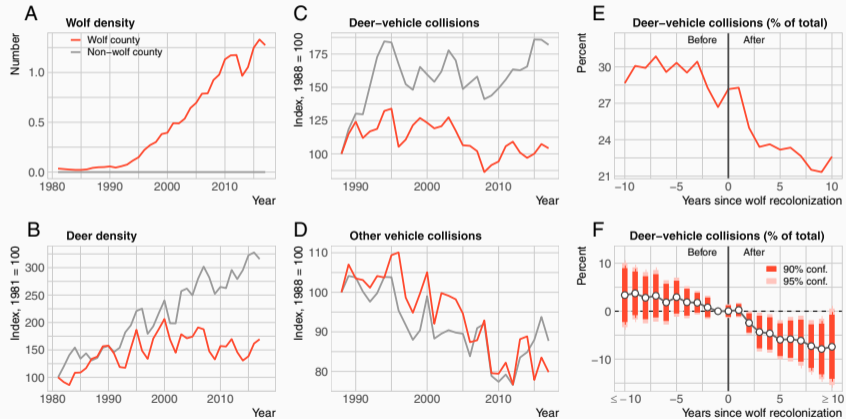 A Wolf density
Number
Wolf county
Non−wolf county
1.0
0.5
0.0
1980 1990 2000 2010
Year
B Deer density
Index, 1981 = 100
300
250
200
150
100
1980 1990 2000 2010
Year
C Deer−vehicle collisions
Index, 1988 = 100
175
150
125
100
1990 2000 2010
Year
D Other vehicle collisions
Index, 1988 = 100
110
100
90
80
1990 2000 2010
Year
E Deer−vehicle collisions (% of total)
Percent
Before After
30
27
24
21
−10 −5 0 5 10
Years since wolf recolonization
F Deer−vehicle collisions (% of total)
Percent
Before After
90% conf.
95% conf.
10
0
−10
≤ −10 −5 0 5 ≥ 10
Years since wolf recolonization